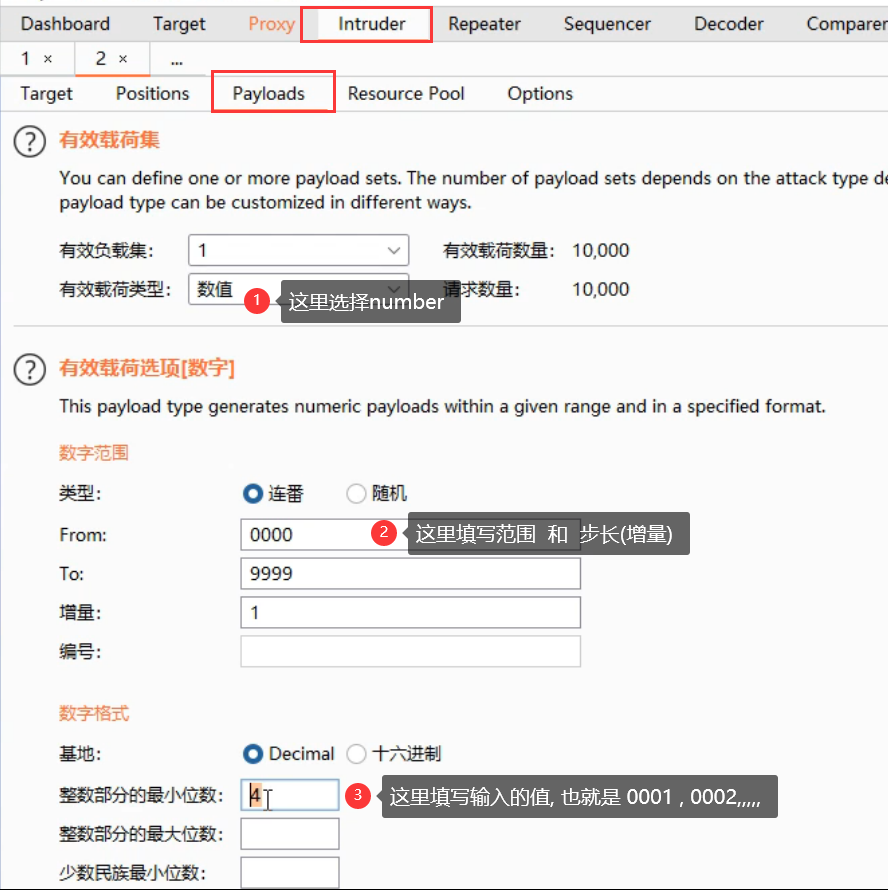 Dashboard Target Proxy Intruder Repeater Sequencer Decoder Comparer
1 × 2 × ...
Target Positions Payloads Resource Pool Options
? 有效载荷集
You can define one or more payload sets. The number of payload sets depends on the attack type de
payload type can be customized in different ways.
有效负载集: 1 有效载荷数量: 10,000
有效载荷类型: 数值 请求数量: 10,000
1 这里选择number
? 有效载荷选项[数字]
This payload type generates numeric payloads within a given range and in a specified format.
数字范围
类型: 连番 随机
From: 0000
2 这里填写范围 和 步长(增量)
To: 9999
增量: 1
编号:
数字格式
基地: Decimal 十六进制
整数部分的最小位数: 4
3 这里填写输入的值, 也就是 0001 , 0002,,,,,
整数部分的最大位数:
少数民族最小位数: